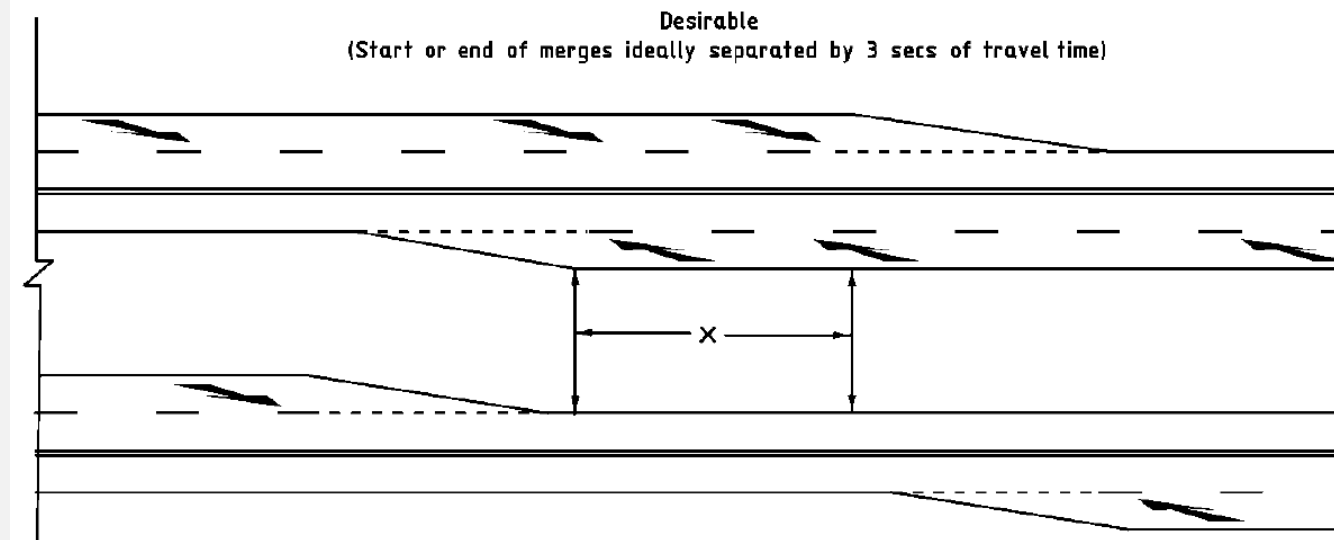 Desirable
(Start or end of merges ideally separated by 3 secs of travel time)
X